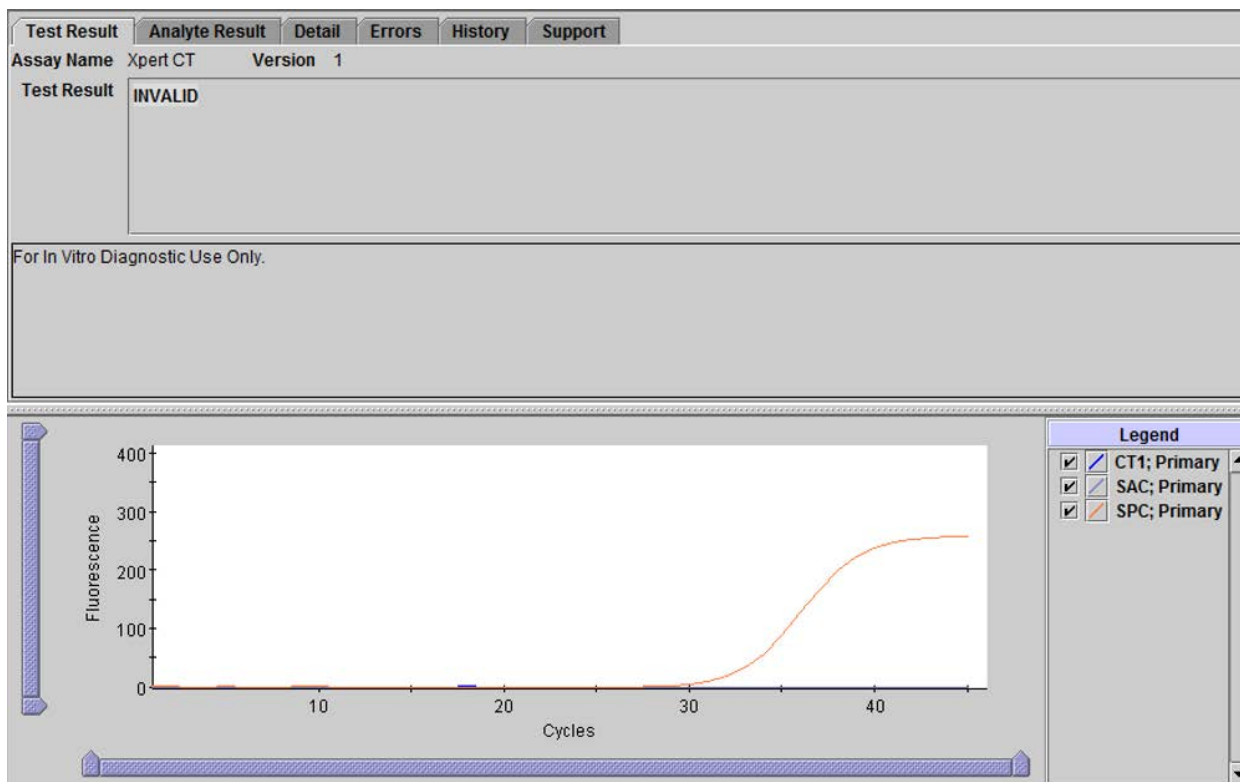 Test Result Analyte Result Detail Errors History Support
Assay Name Xpert CT Version 1
Test Result INVALID
For In Vitro Diagnostic Use Only.
Legend
CT1; Primary
SAC; Primary
SPC; Primary
400
300
200
100
0
Fluorescence
10 20 30 40
Cycles